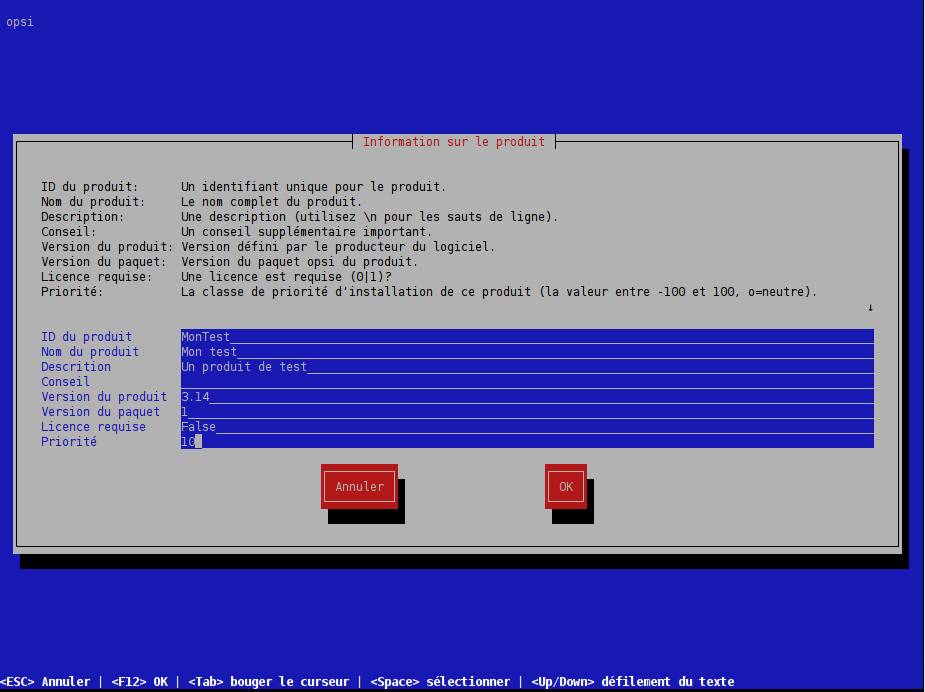 opsi
Information sur le produit
ID du produit: Un identifiant unique pour le produit.
Nom du produit: Le nom complet du produit.
Description: Une description (utilisez \n pour les sauts de ligne).
Conseil: Un conseil supplémentaire important.
Version du produit: Version défini par le producteur du logiciel.
Version du paquet: Version du paquet opsi du produit.
Licence requise: Une licence est requise (0|1)?
Priorité: La classe de priorité d'installation de ce produit (la valeur entre -100 et 100, o=neutre).
↓
ID du produit MonTest
Nom du produit Mon test
Descrition Un produit de test
Conseil
Version du produit 3.14
Version du paquet 1
Licence requise False
Priorité 10
Annuler OK
<ESC> Annuler | <F12> OK | <Tab> bouger le curseur | <Space> sélectionner | <Up/Down> défilement du texte